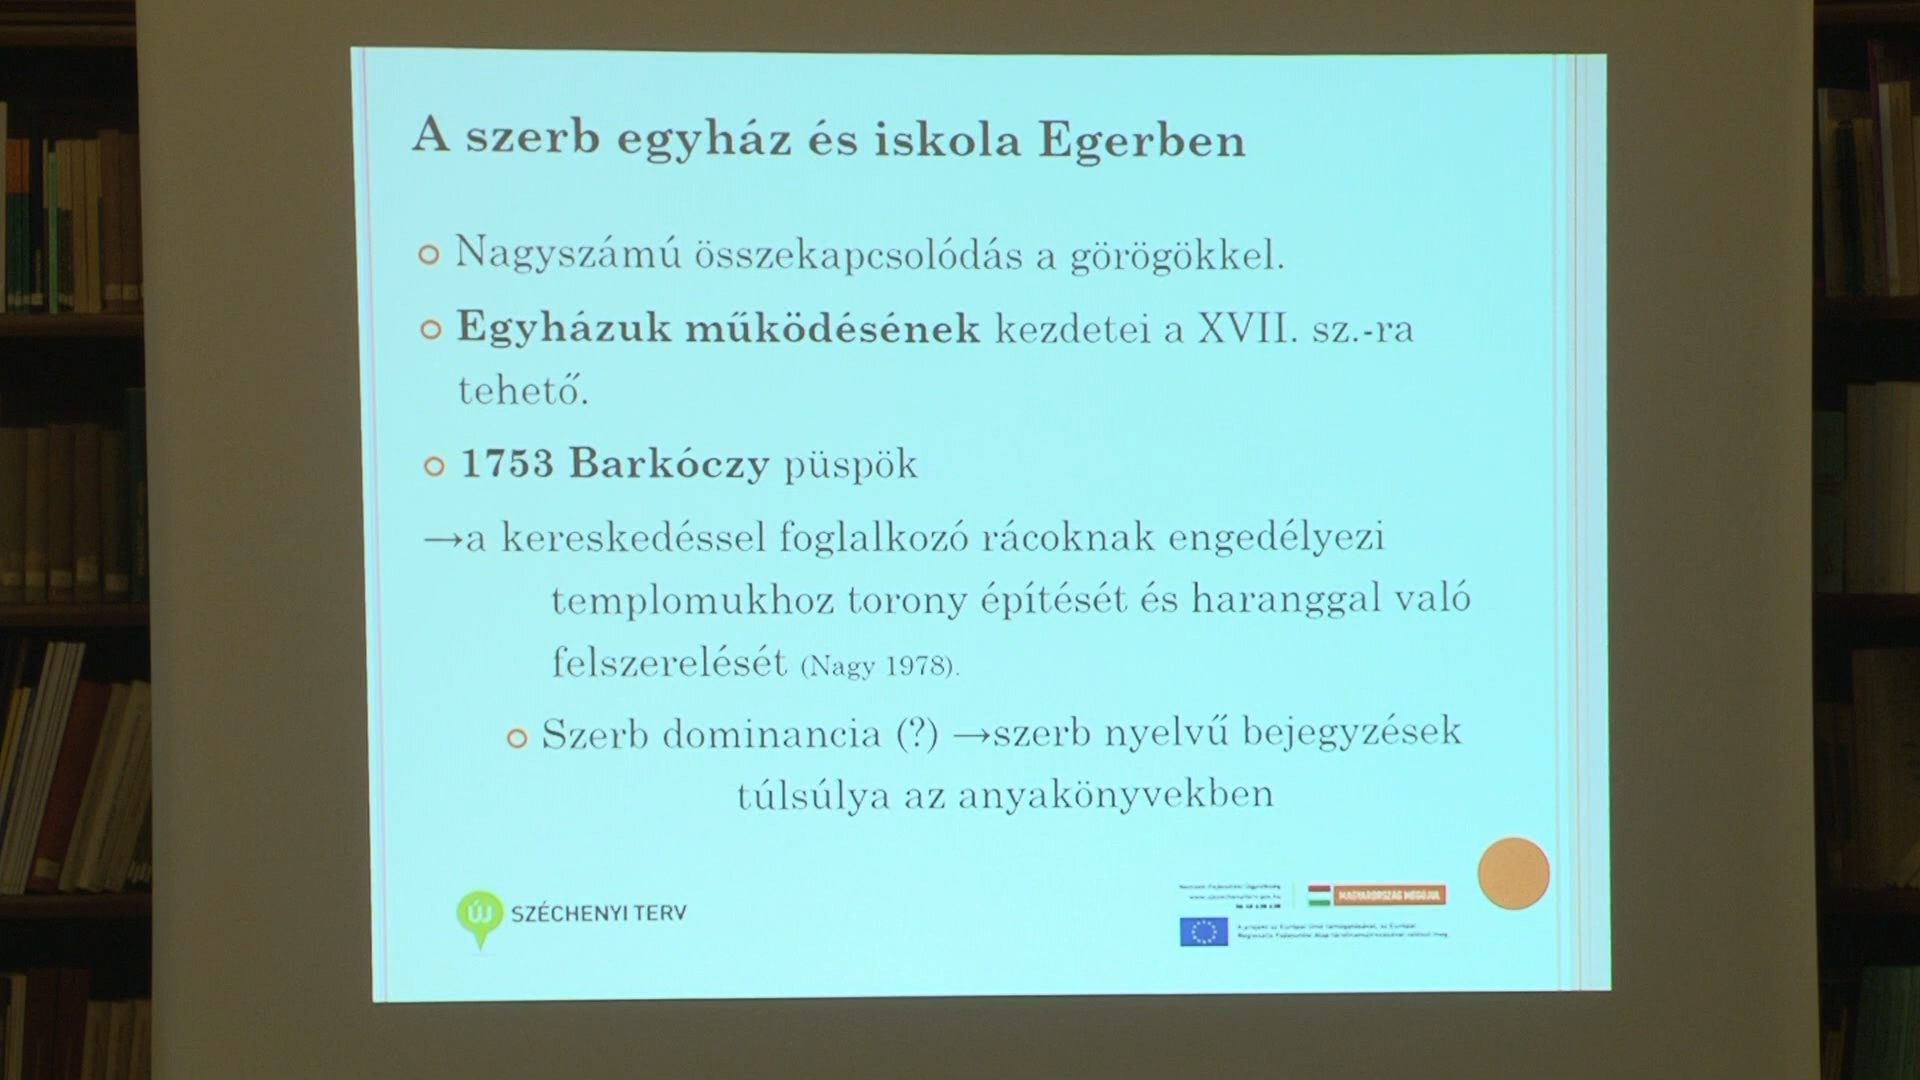 A szerb egyház és iskola Egerben
Nagyszámú összekapcsolódás a görögökkel.
Egyházuk működésének kezdetei a XVII. sz.-ra
tehető.
1753 Barkóczy püspök
→a kereskedéssel foglalkozó rácoknak engedélyezi
templomukhoz torony építését és haranggal való
felszerelését (Nagy 1978).
Szerb dominancia (?) →szerb nyelvű bejegyzések
túlsúlya az anyakönyvekben
ÚJ SZÉCHENYI TERV
MAGYARORSZÁG MEGÚJUL